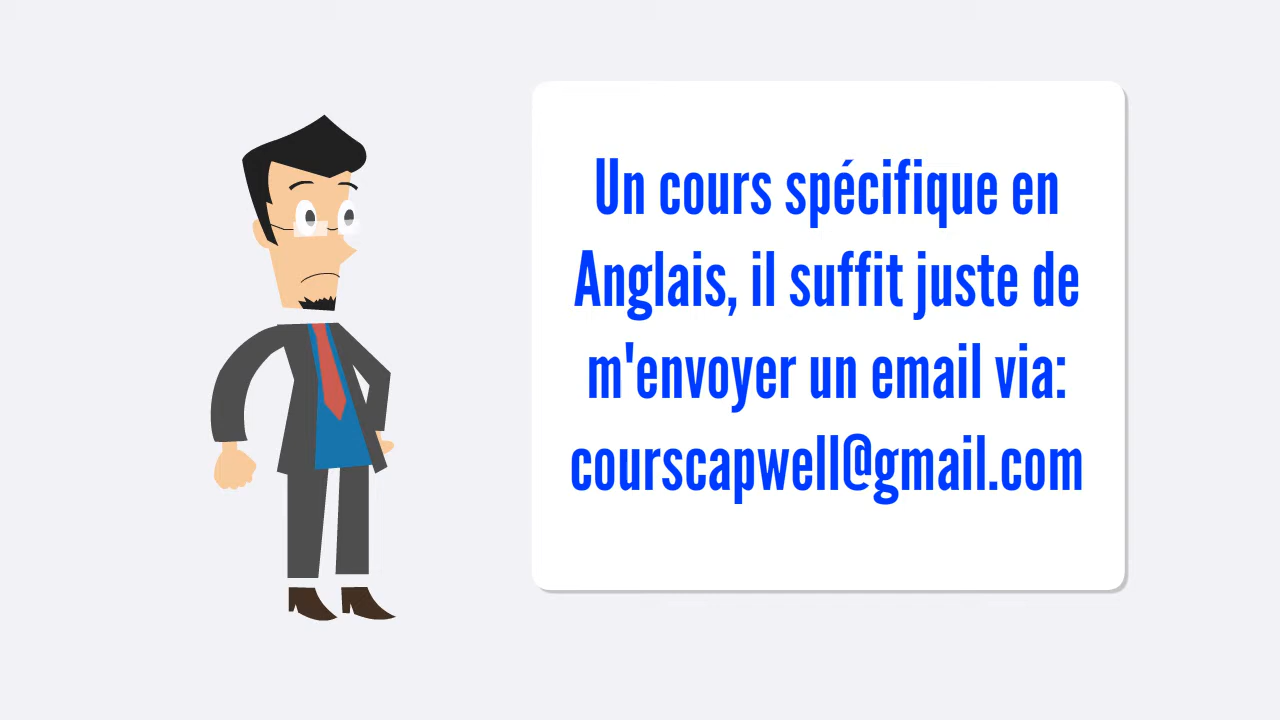 Un cours spécifique en
Anglais, il suffit juste de
m'envoyer un email via:
courscapwell@gmail.com